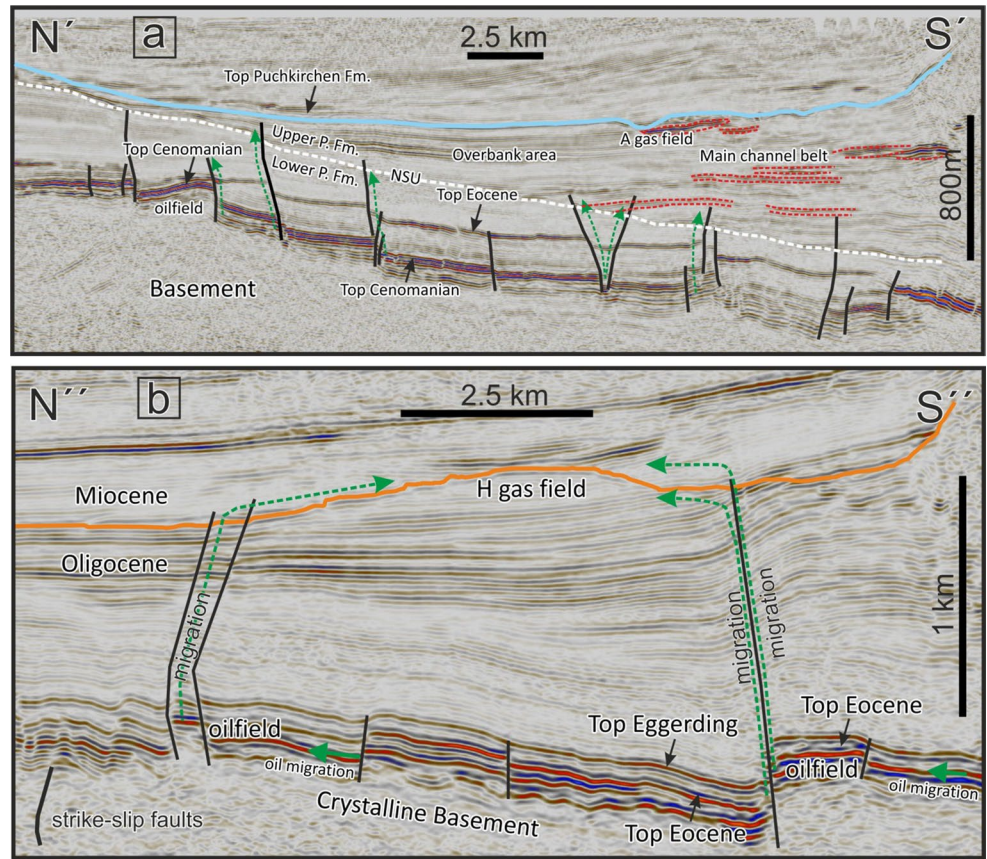 N´
a
2.5 km
S´
Top Puchkirchen Fm.
Upper P. Fm.
A gas field
Top Cenomanian
Overbank area
Main channel belt
Lower P. Fm.
NSU
Top Eocene
oilfield
800m
Basement
Top Cenomanian
N´´
b
2.5 km
S´´
Miocene
H gas field
Oligocene
migration
migration
migration
1 km
oilfield
Top Eggerding
Top Eocene
oil migration
oilfield
oil migration
Crystalline Basement
strike-slip faults
Top Eocene